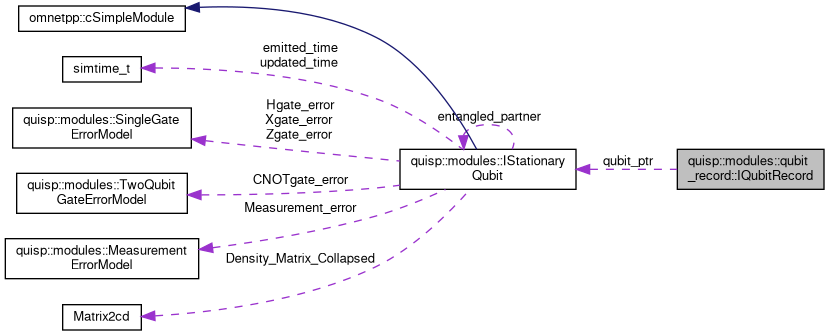 omnetpp::cSimpleModule
emitted_time
updated_time
simtime_t
Hgate_error
Xgate_error
Zgate_error
quisp::modules::SingleGate
ErrorModel
entangled_partner
quisp::modules::IStationary
Qubit
qubit_ptr
quisp::modules::qubit
_record::IQubitRecord
CNOTgate_error
quisp::modules::TwoQubit
GateErrorModel
Measurement_error
quisp::modules::Measurement
ErrorModel
Density_Matrix_Collapsed
Matrix2cd